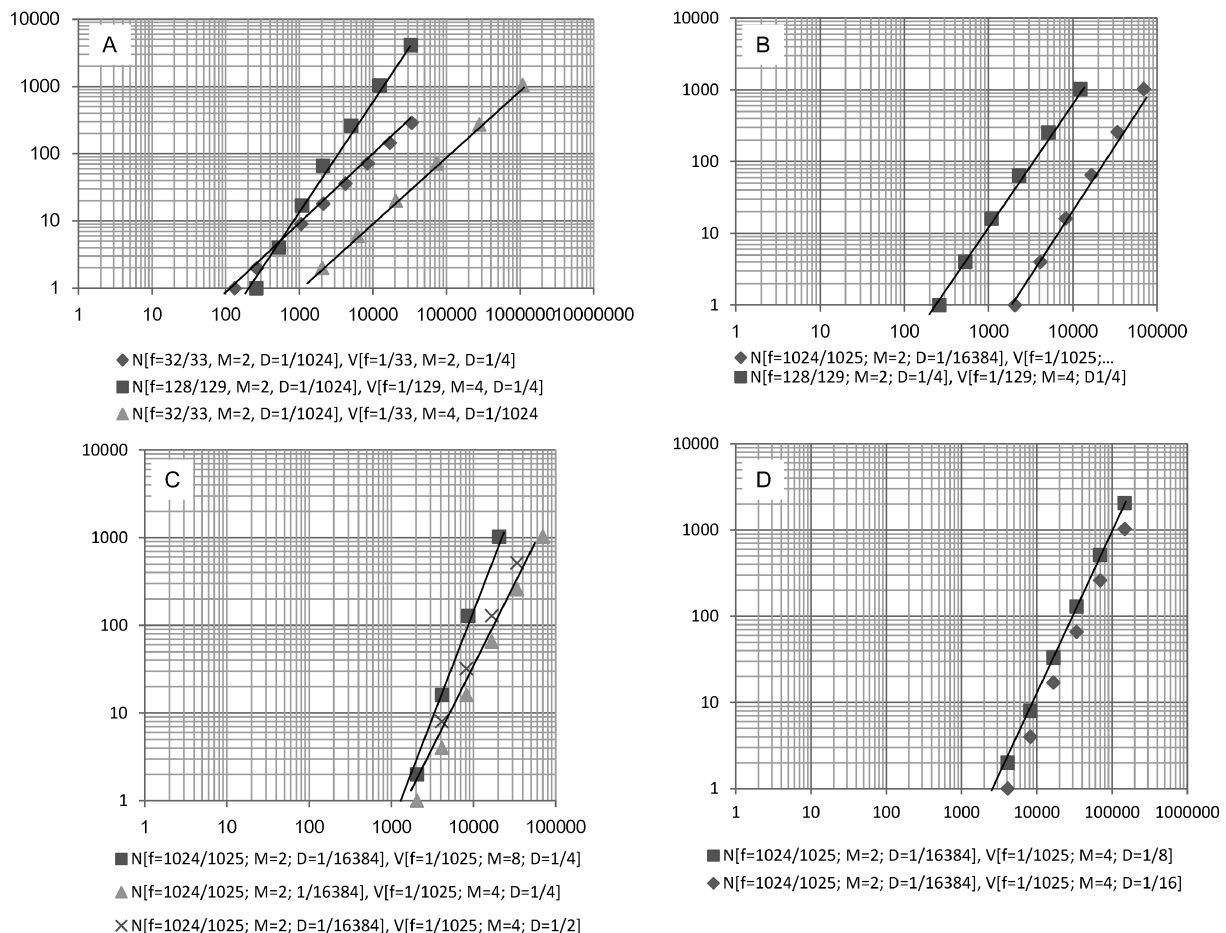 10000
1000
100
10
1
A
1 10 100 1000 10000 100000 1000000 10000000
N[f=32/33, M=2, D=1/1024], V[f=1/33, M=2, D=1/4]
N[f=128/129, M=2, D=1/1024], V[f=1/129, M=4, D=1/4]
N[f=32/33, M=2, D=1/1024], V[f=1/33, M=4, D=1/1024
10000
1000
100
10
1
B
1 10 100 1000 10000 100000
N[f=1024/1025; M=2; D=1/16384], V[f=1/1025;...
N[f=128/129; M=2; D=1/4], V[f=1/129; M=4; D1/4]
10000
1000
100
10
1
C
1 10 100 1000 10000 100000
N[f=1024/1025; M=2; D=1/16384], V[f=1/1025; M=8; D=1/4]
N[f=1024/1025; M=2; 1/16384], V[f=1/1025; M=4; D=1/4]
N[f=1024/1025; M=2; D=1/16384], V[f=1/1025; M=4; D=1/2]
10000
1000
100
10
1
D
1 10 100 1000 10000 100000 1000000
N[f=1024/1025; M=2; D=1/16384], V[f=1/1025; M=4; D=1/8]
N[f=1024/1025; M=2; D=1/16384], V[f=1/1025; M=4; D=1/16]